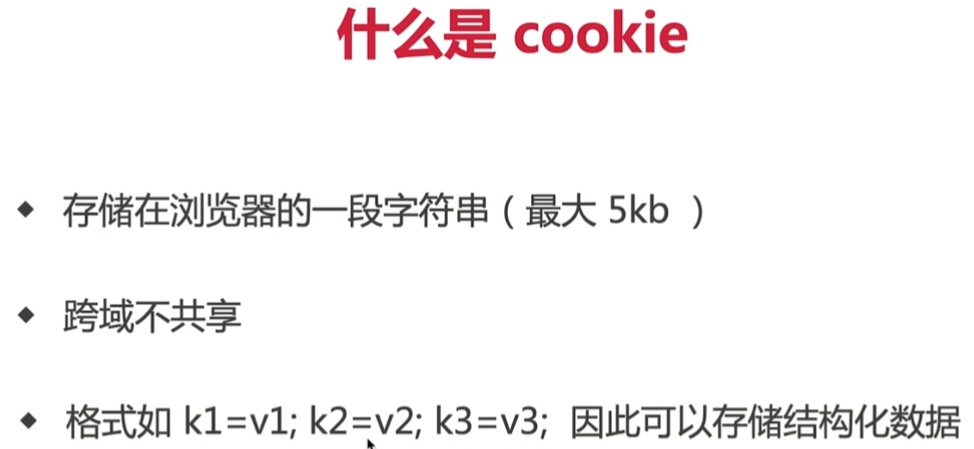 什么是 cookie
◆ 存储在浏览器的一段字符串（ 最大 5kb ）
◆ 跨域不共享
◆ 格式如 k1=v1; k2=v2; k3=v3; 因此可以存储结构化数据